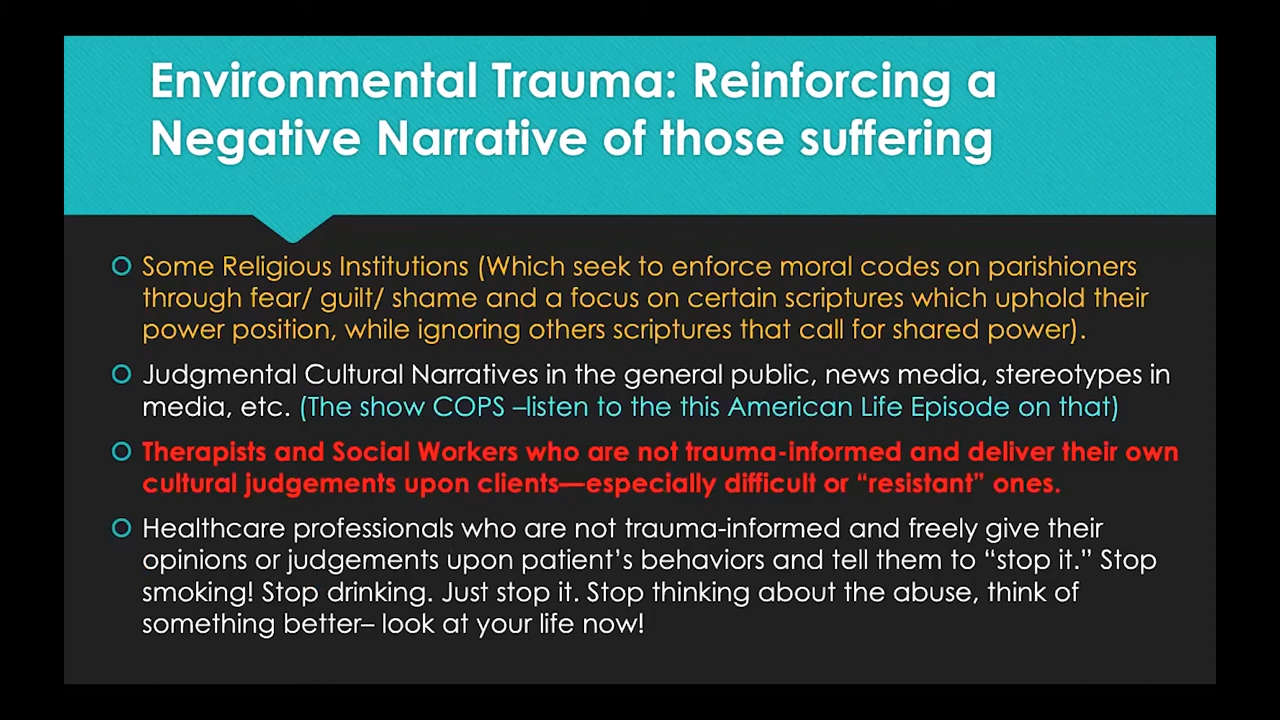 Environmental Trauma: Reinforcing a
Negative Narrative of those suffering
Some Religious Institutions (Which seek to enforce moral codes on parishioners
through fear/ guilt/ shame and a focus on certain scriptures which uphold their
power position, while ignoring others scriptures that call for shared power).
Judgmental Cultural Narratives in the general public, news media, stereotypes in
media, etc. (The show COPS –listen to the this American Life Episode on that)
Therapists and Social Workers who are not trauma-informed and deliver their own
cultural judgements upon clients—especially difficult or “resistant” ones.
Healthcare professionals who are not trauma-informed and freely give their
opinions or judgements upon patient’s behaviors and tell them to “stop it.” Stop
smoking! Stop drinking. Just stop it. Stop thinking about the abuse, think of
something better– look at your life now!